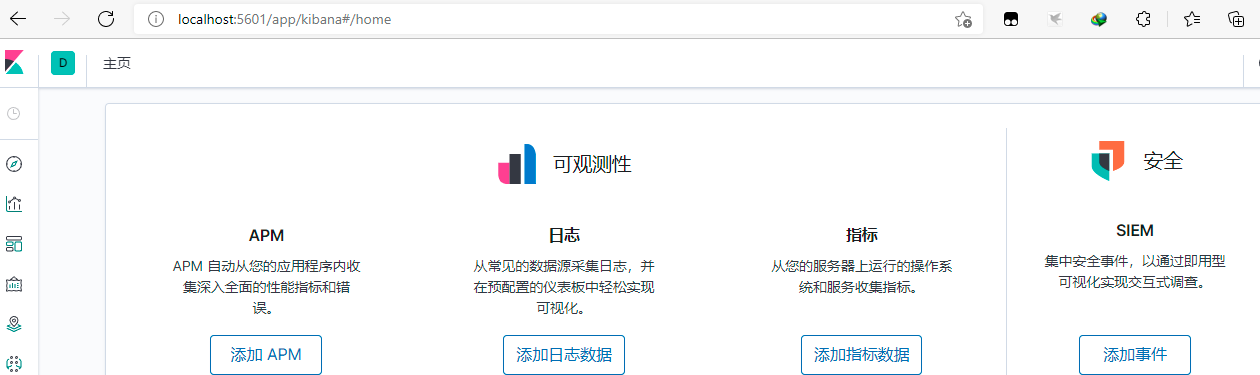 localhost:5601/app/kibana#/home
D 主页
可观测性
安全
APM
APM 自动从您的应用程序内收
集深入全面的性能指标和错
误。
添加 APM
日志
从常见的数据源采集日志，并
在预配置的仪表板中轻松实现
可视化。
添加日志数据
指标
从您的服务器上运行的操作系
统和服务收集指标。
添加指标数据
SIEM
集中安全事件，以通过即用型
可视化实现交互式调查。
添加事件